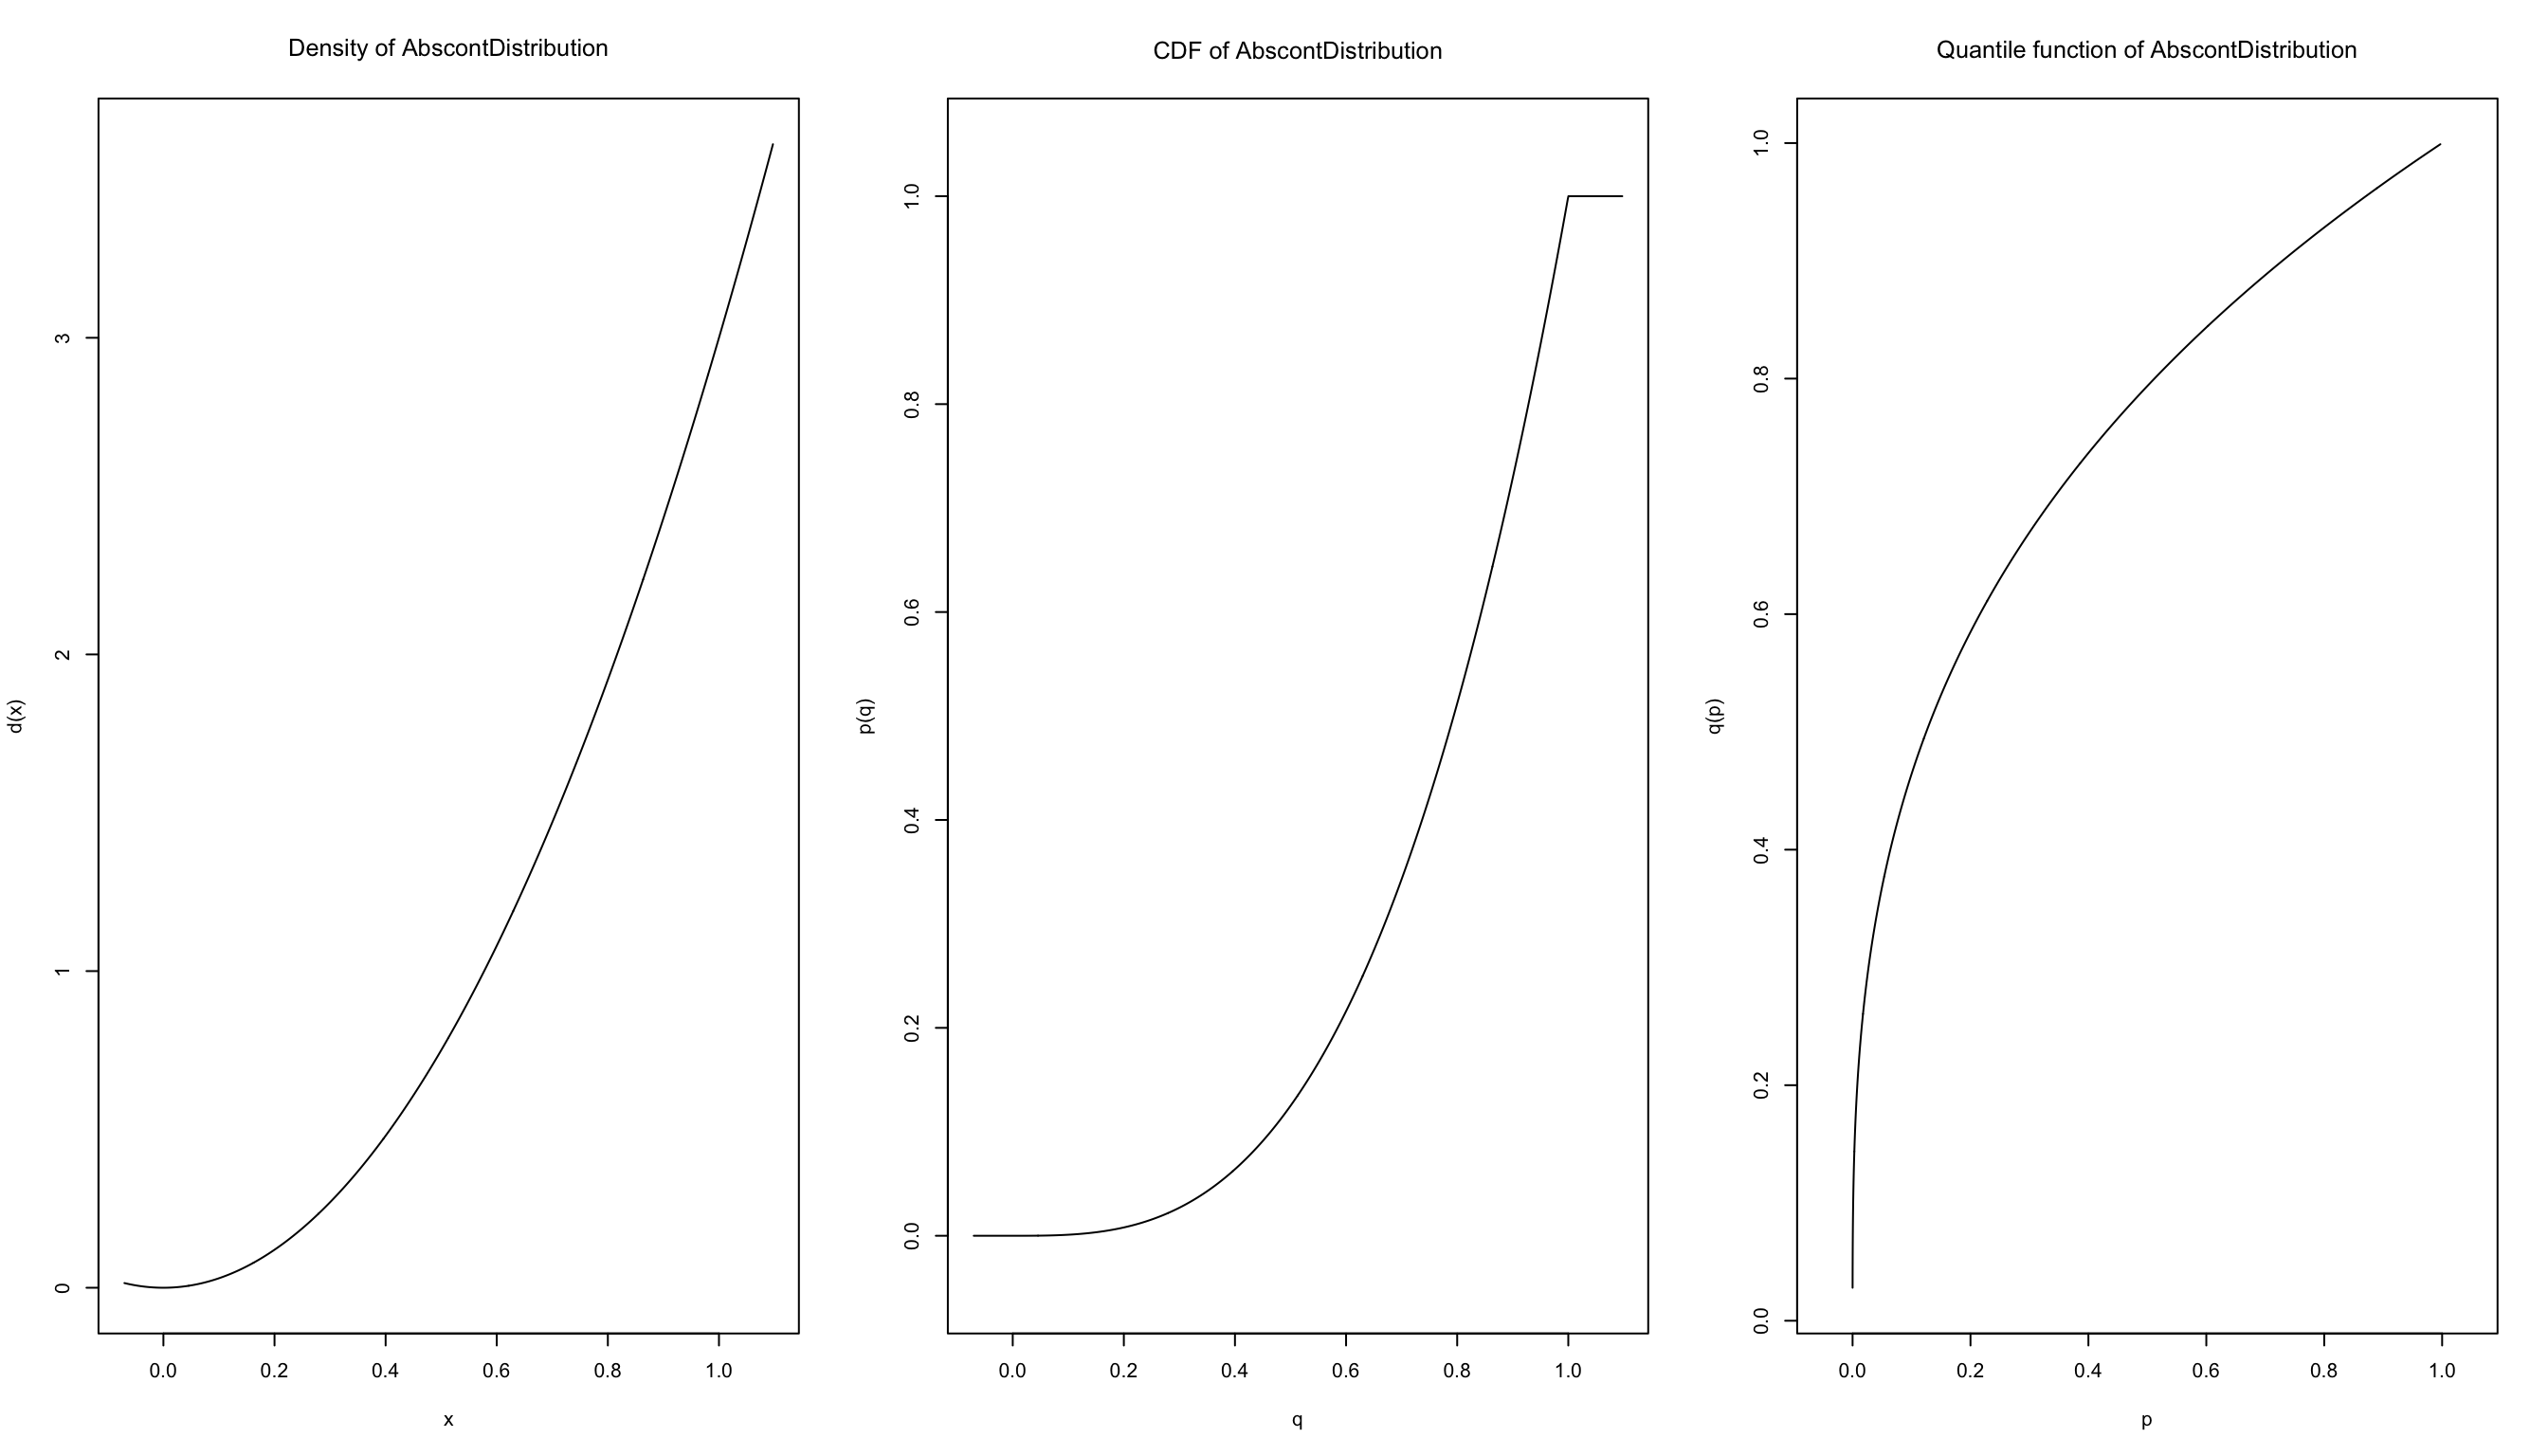 Density of AbscontDistribution
d(x)
3
2
1
0
0.0 0.2 0.4 0.6 0.8 1.0
x
CDF of AbscontDistribution
p(q)
1.0
0.8
0.6
0.4
0.2
0.0
0.0 0.2 0.4 0.6 0.8 1.0
q
Quantile function of AbscontDistribution
q(p)
1.0
0.8
0.6
0.4
0.2
0.0
0.0 0.2 0.4 0.6 0.8 1.0
p